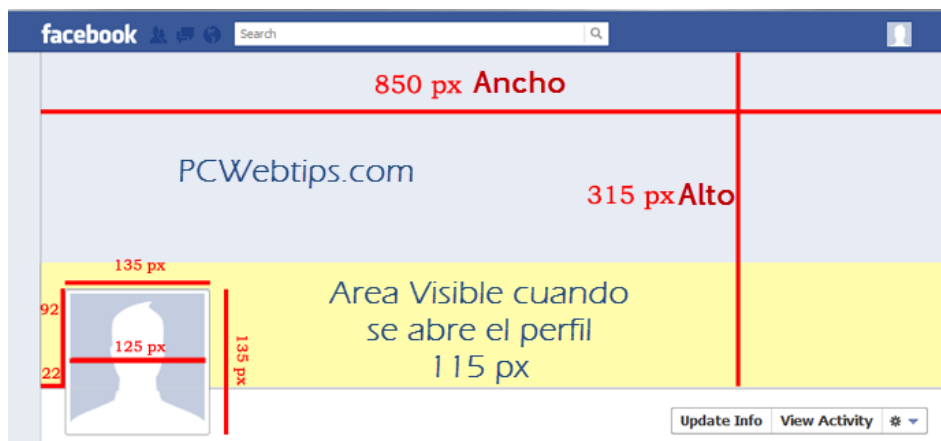 facebook
Search
850 px Ancho
PCWebtips.com
315 px Alto
135 px
92
125 px
22
135 px
Area Visible cuando
se abre el perfil
115 px
Update Info View Activity